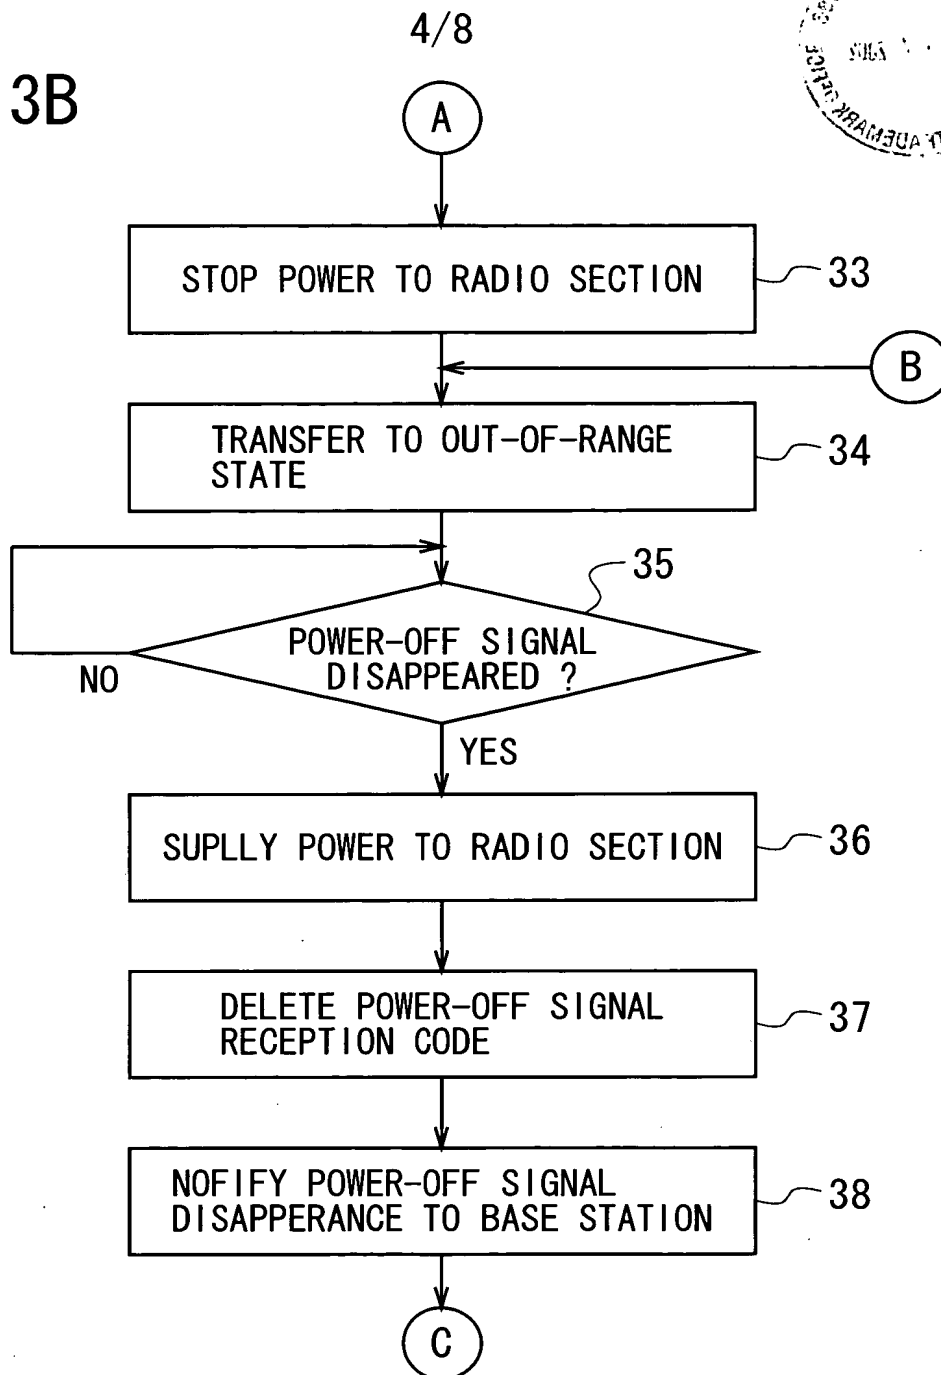 4/8
3B
A
STOP POWER TO RADIO SECTION
33
B
TRANSFER TO OUT-OF-RANGE
STATE
34
35
POWER-OFF SIGNAL
DISAPPEARED ?
NO
YES
SUPLLY POWER TO RADIO SECTION
36
DELETE POWER-OFF SIGNAL
RECEPTION CODE
37
NOFIFY POWER-OFF SIGNAL
DISAPPERANCE TO BASE STATION
38
C